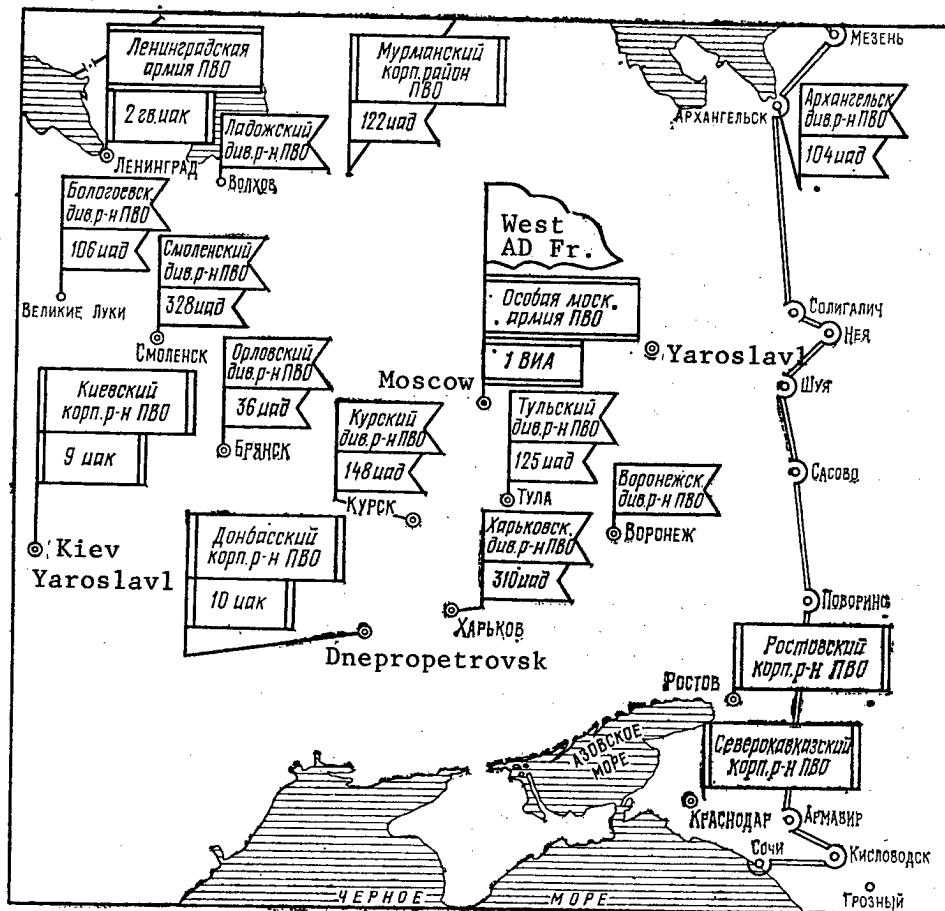 Ленинградская
армия ПВО
2 гв.иак
ЛЕНИНГРАД
Ладожский
див.р-н ПВО
ВОЛХОВ
Мурманский
корп.район
ПВО
122 иад
МЕЗЕНЬ
АРХАНГЕЛЬСК
Архангельск
див.р-н ПВО
104 иад
Бологоевск.
див.р-н ПВО
106 иад
ВЕЛИКИЕ ЛУКИ
Смоленский
див.р-н ПВО
328 иад
СМОЛЕНСК
West
AD Fr.
Особая моск.
армия ПВО
1 ВИА
Moscow
Yaroslavl
СОЛИГАЛИЧ
НЕЯ
ШУЯ
САСОВО
Орловский
див.р-н ПВО
36 иад
БРЯНСК
Киевский
корп.р-н ПВО
9 иак
Kiev
Yaroslavl
Курский
див.р-н ПВО
148 иад
КУРСК
Тульский
див.р-н ПВО
125 иад
ТУЛА
Воронежск.
див.р-н ПВО
ВОРОНЕЖ
Донбасский
корп.р-н ПВО
10 иак
Dnepropetrovsk
Харьковск.
див.р-н ПВО
310 иад
ХАРЬКОВ
ПОВОРИНО
Ростовский
корп.р-н ПВО
РОСТОВ
Северокавказский
корп.р-н ПВО
КРАСНОДАР
АРМАВИР
КИСЛОВОДСК
СОЧИ
ГРОЗНЫЙ
АЗОВСКОЕ
МОРЕ
ЧЕРНОЕ МОРЕ